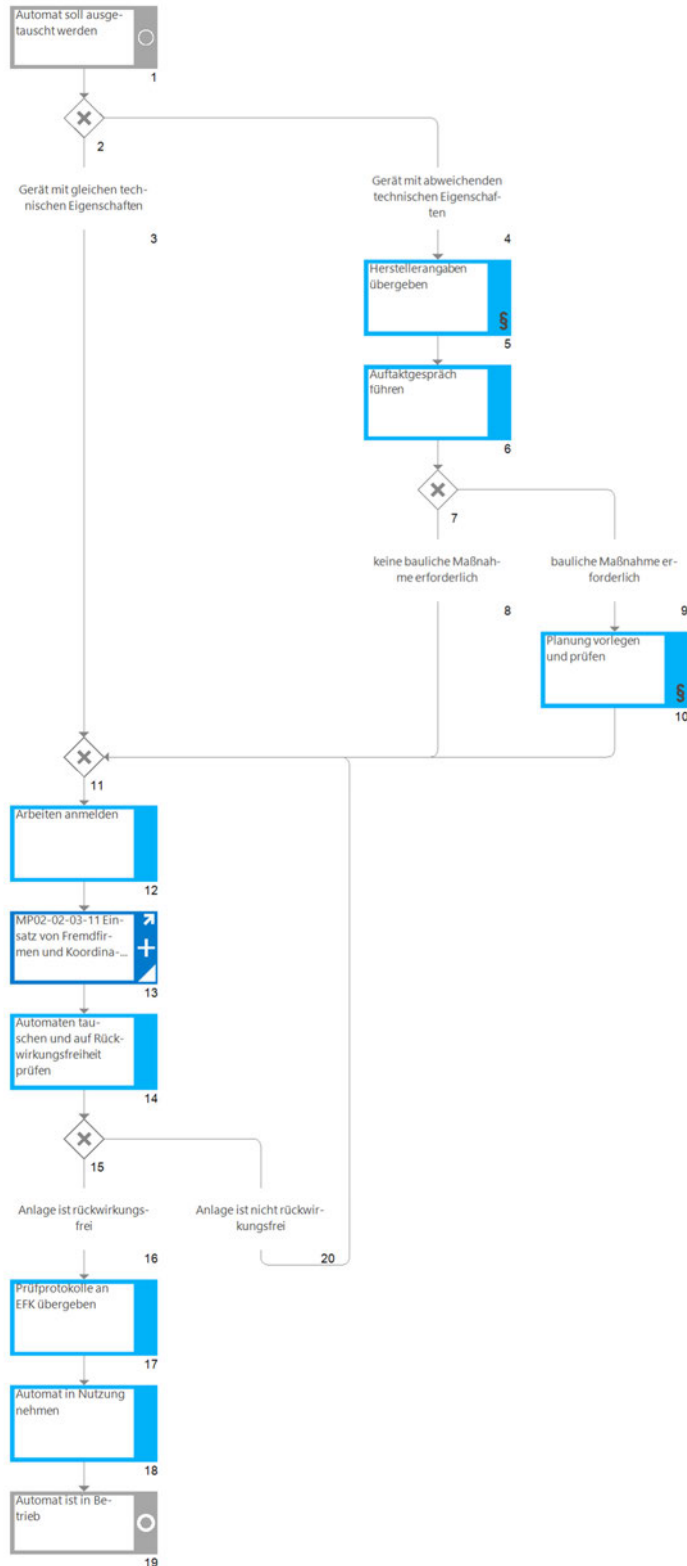 Automat soll ausge-
tauscht werden
1
2
Gerät mit gleichen tech-
nischen Eigenschaften
3
Gerät mit abweichenden
technischen Eigenschaf-
ten
4
Herstellerangaben
übergeben
§
5
Auftaktgespräch
führen
6
7
keine bauliche Maßnah-
me erforderlich
8
bauliche Maßnahme er-
forderlich
9
Planung vorlegen
und prüfen
§
10
11
Arbeiten anmelden
12
MP02-02-03-11 Ein-
satz von Fremdfir-
men und Koordina-...
13
Automaten tau-
schen und auf Rück-
wirkungsfreiheit
prüfen
14
15
Anlage ist rückwirkungs-
frei
16
Anlage ist nicht rückwir-
kungsfrei
20
Prüfprotokolle an
EFK übergeben
17
Automat in Nutzung
nehmen
18
Automat ist in Be-
trieb
19